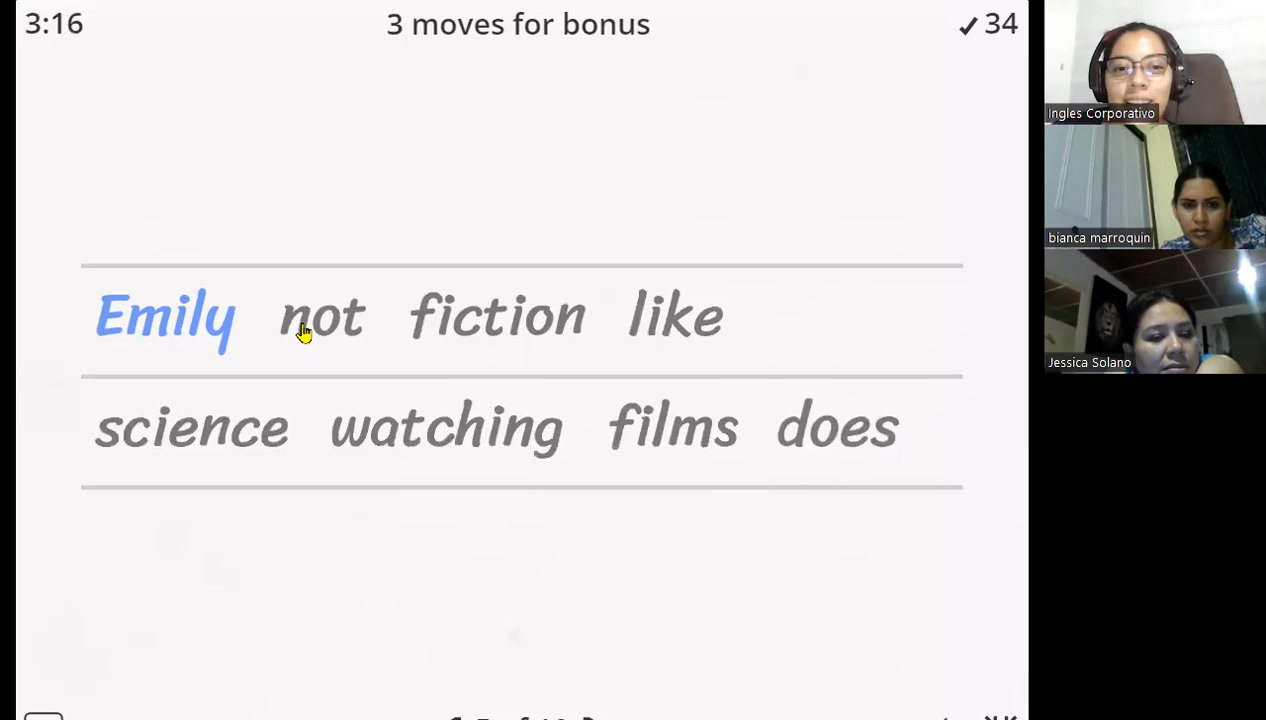 3:16 3 moves for bonus ✓ 34
Ingles Corporativo
bianca marroquin
Jessica Solano
Emily not fiction like
science watching films does